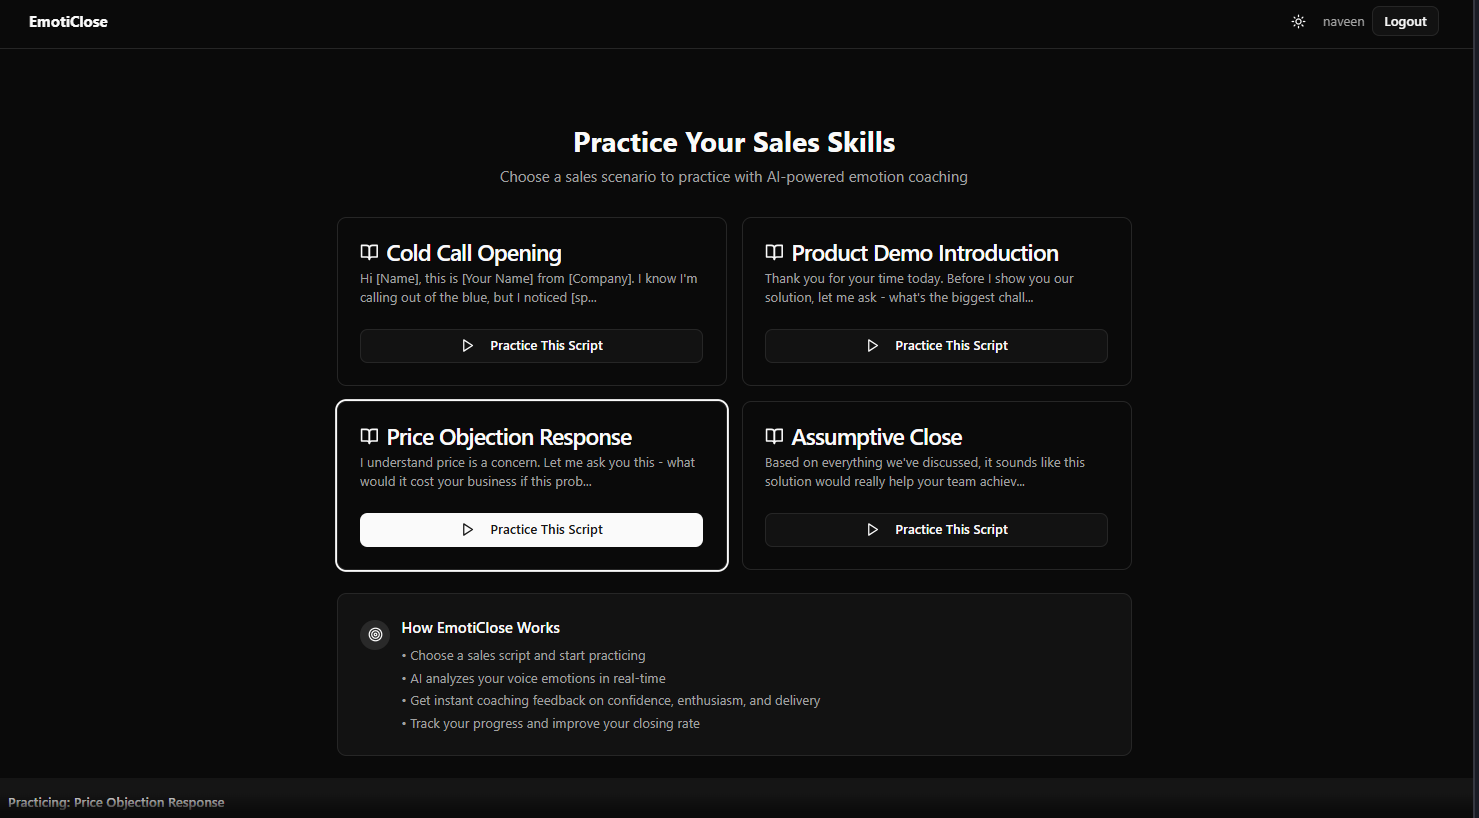 EmotiClose
naveen
Logout
Practice Your Sales Skills
Choose a sales scenario to practice with AI-powered emotion coaching
Cold Call Opening
Hi [Name], this is [Your Name] from [Company]. I know I'm
calling out of the blue, but I noticed [sp...
Practice This Script
Product Demo Introduction
Thank you for your time today. Before I show you our
solution, let me ask - what's the biggest chall...
Practice This Script
Price Objection Response
I understand price is a concern. Let me ask you this - what
would it cost your business if this prob...
Practice This Script
Assumptive Close
Based on everything we've discussed, it sounds like this
solution would really help your team achiev...
Practice This Script
How EmotiClose Works
• Choose a sales script and start practicing
• AI analyzes your voice emotions in real-time
• Get instant coaching feedback on confidence, enthusiasm, and delivery
• Track your progress and improve your closing rate
Practicing: Price Objection Response